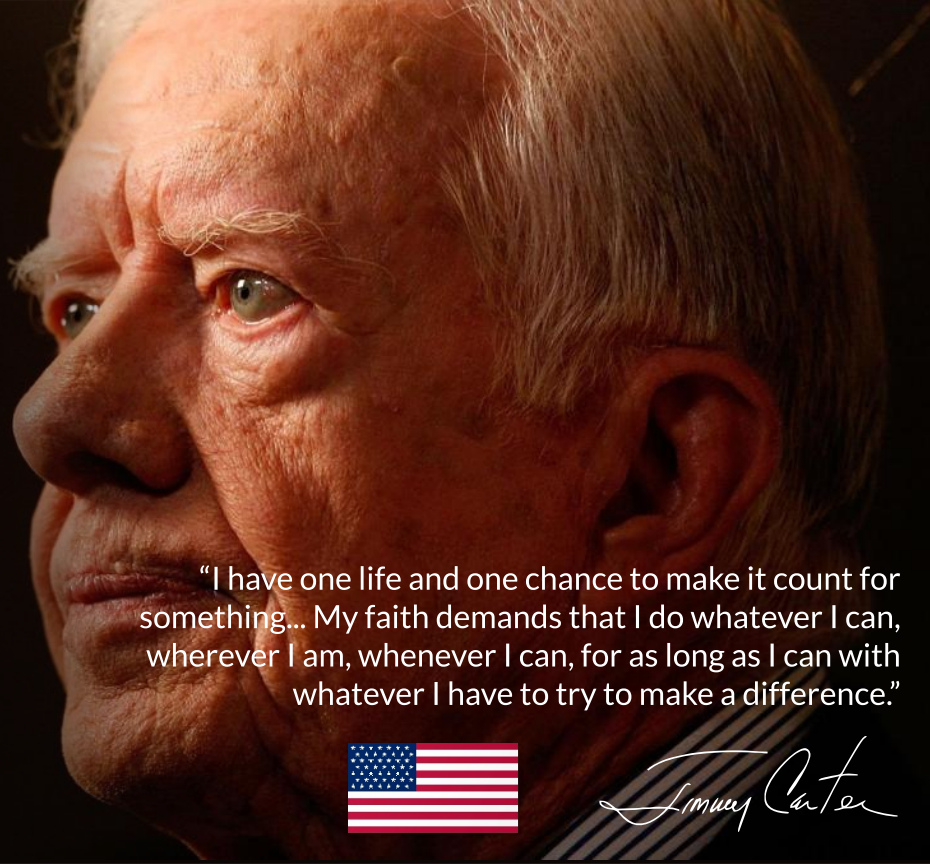 “I have one life and one chance to make it count for
something... My faith demands that I do whatever I can,
wherever I am, whenever I can, for as long as I can with
whatever I have to try to make a difference.”
Jimmy Carter